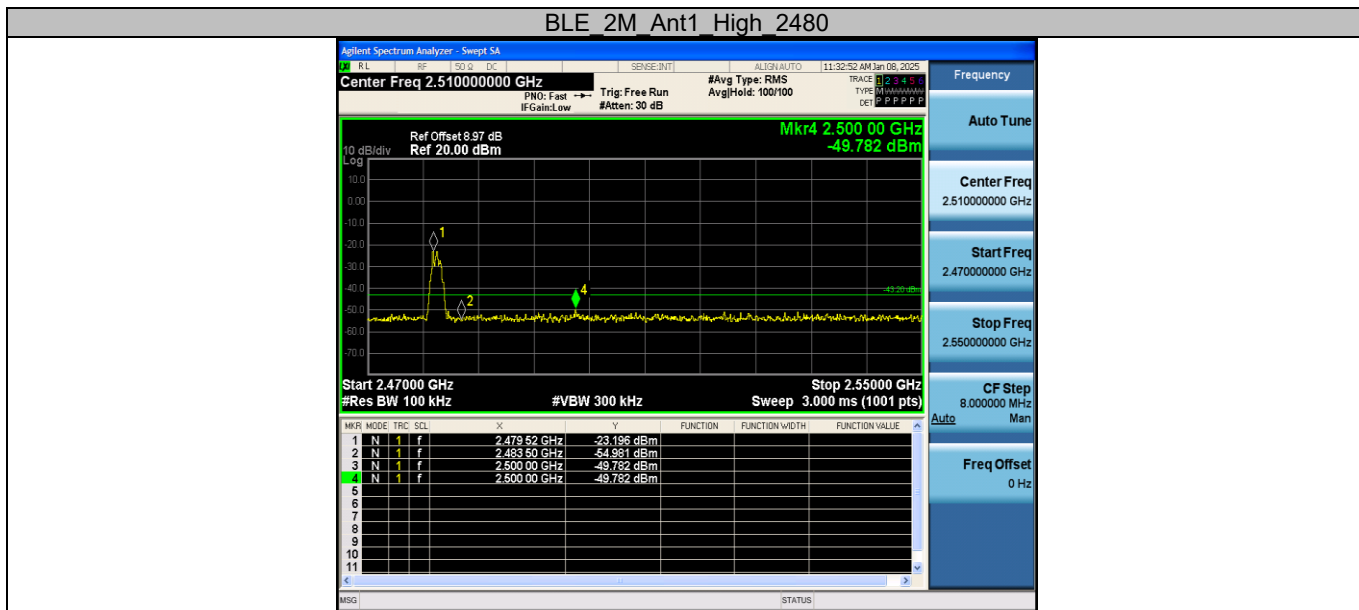 BLE_2M_Ant1_High_2480
Agilent Spectrum Analyzer - Swept SA
RL RF 50 Ω DC SENSE:INT ALIGN AUTO 11:32:52 AM Jan 08, 2025
Center Freq 2.510000000 GHz
PNO: Fast
IFGain:Low
Trig: Free Run
#Atten: 30 dB
#Avg Type: RMS
Avg|Hold: 100/100
TRACE 1 2 3 4 5 6
TYPE M
DET P P P P P P
Ref Offset 8.97 dB
Ref 20.00 dBm
10 dB/div
Log
Mkr4 2.500 00 GHz
-49.782 dBm
10.0
0.00
-10.0
-20.0
-30.0
-40.0
-50.0
-60.0
-70.0
1
2
4
-43.20 dBm
Start 2.47000 GHz
Stop 2.55000 GHz
#Res BW 100 kHz
#VBW 300 kHz
Sweep 3.000 ms (1001 pts)
MKR MODE TRC SCL X Y FUNCTION FUNCTION WIDTH FUNCTION VALUE
1 N 1 f 2.479 52 GHz -23.196 dBm
2 N 1 f 2.483 50 GHz -54.981 dBm
3 N 1 f 2.500 00 GHz -49.782 dBm
4 N 1 f 2.500 00 GHz -49.782 dBm
5
6
7
8
9
10
11
MSG
STATUS
Frequency
Auto Tune
Center Freq
2.510000000 GHz
Start Freq
2.470000000 GHz
Stop Freq
2.550000000 GHz
CF Step
8.000000 MHz
Auto Man
Freq Offset
0 Hz